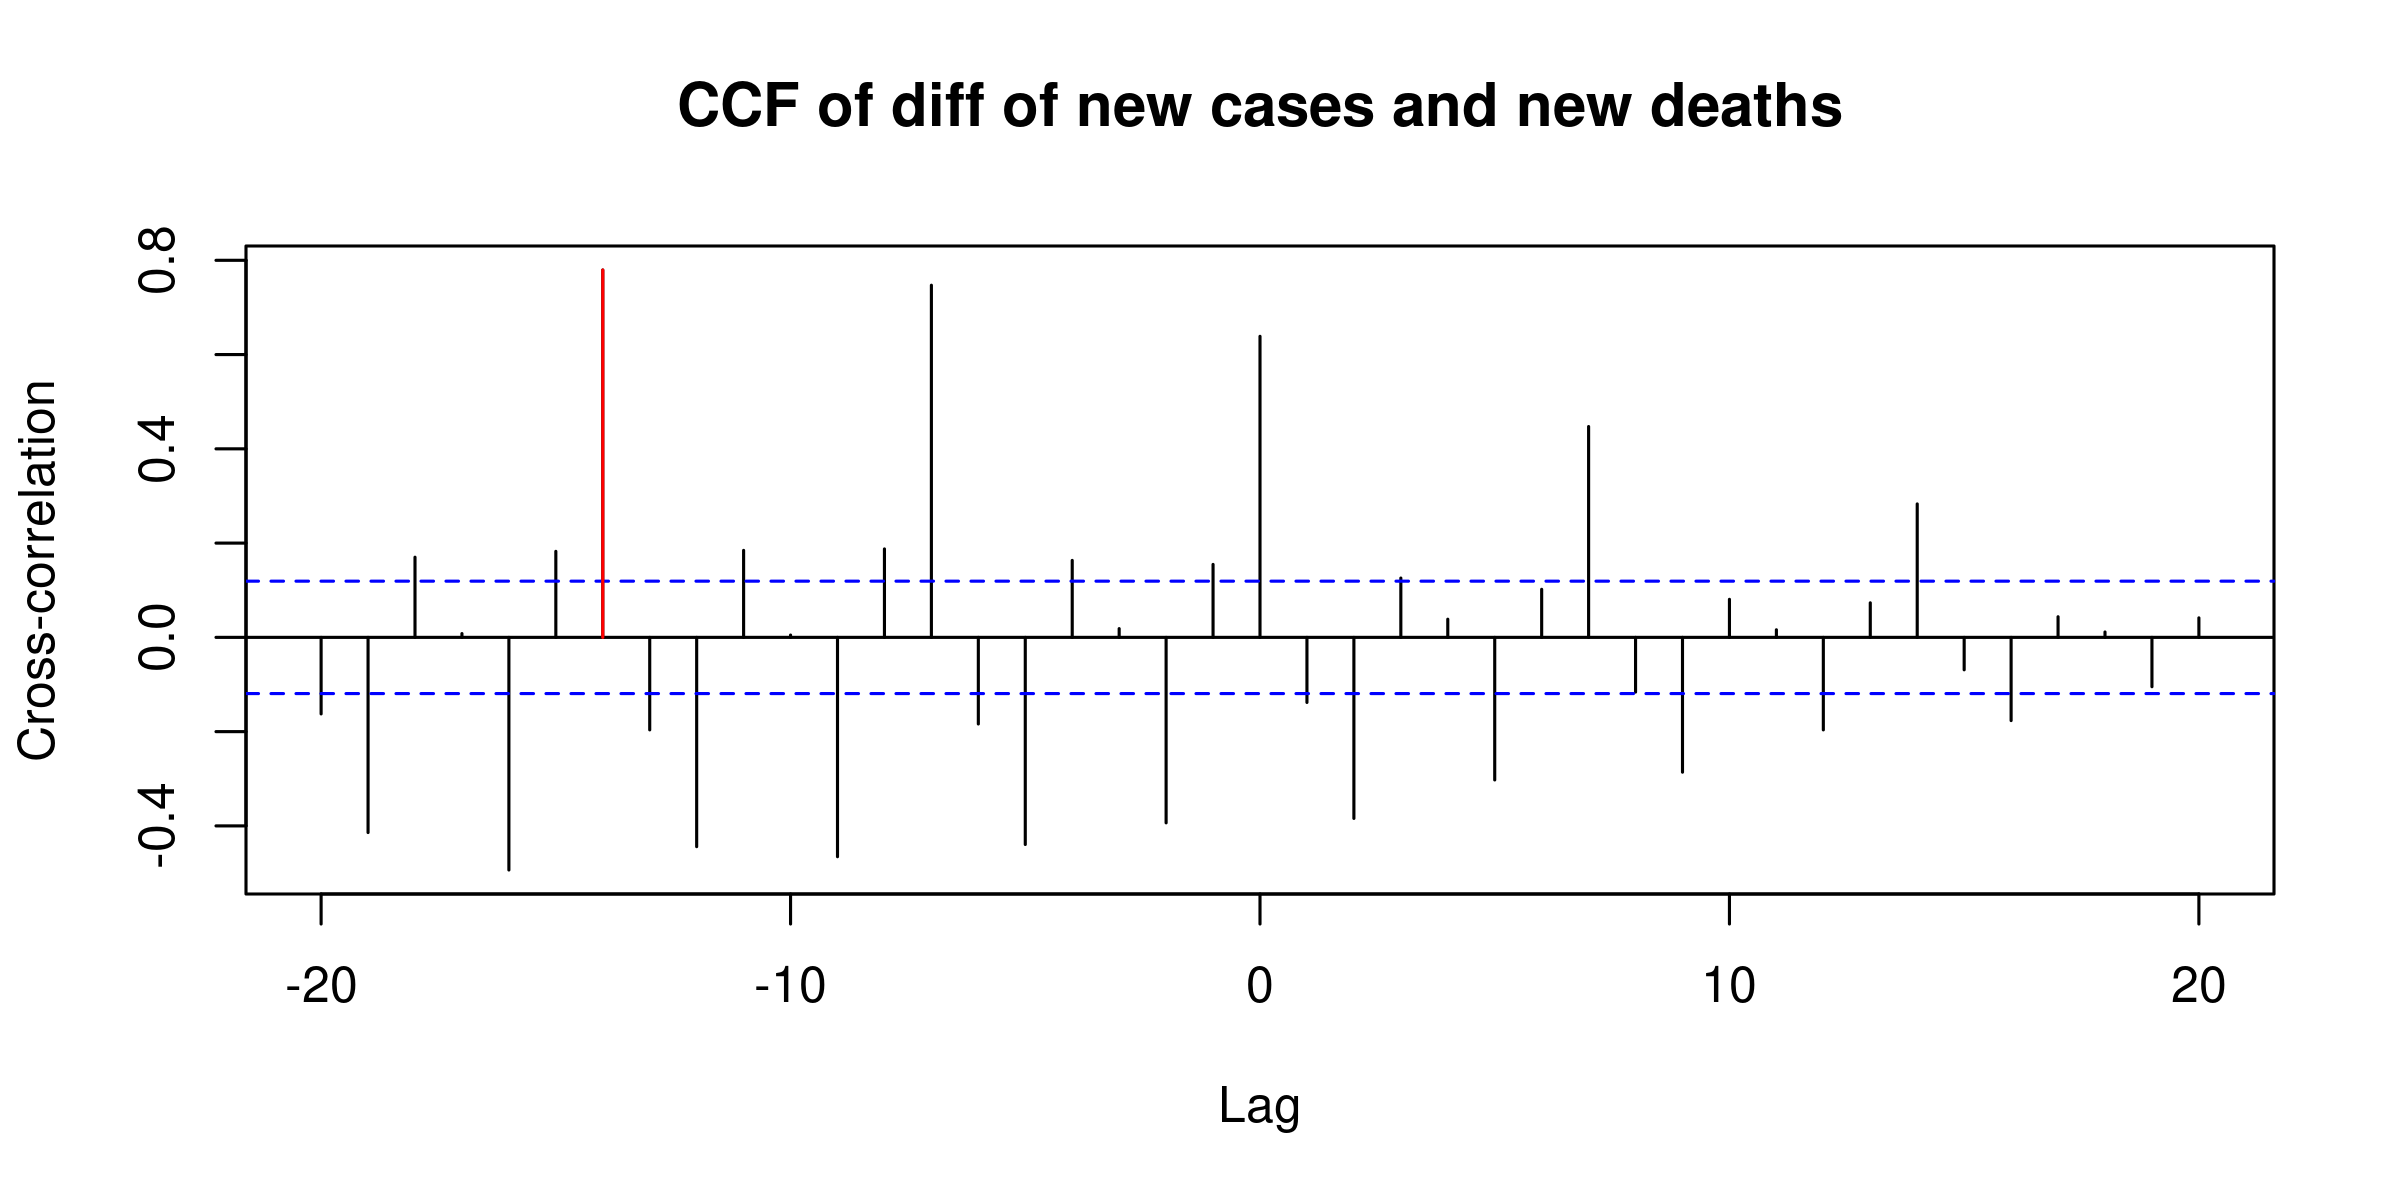 CCF of diff of new cases and new deaths
Cross-correlation
0.8
0.4
0.0
-0.4
-20 -10 0 10 20
Lag